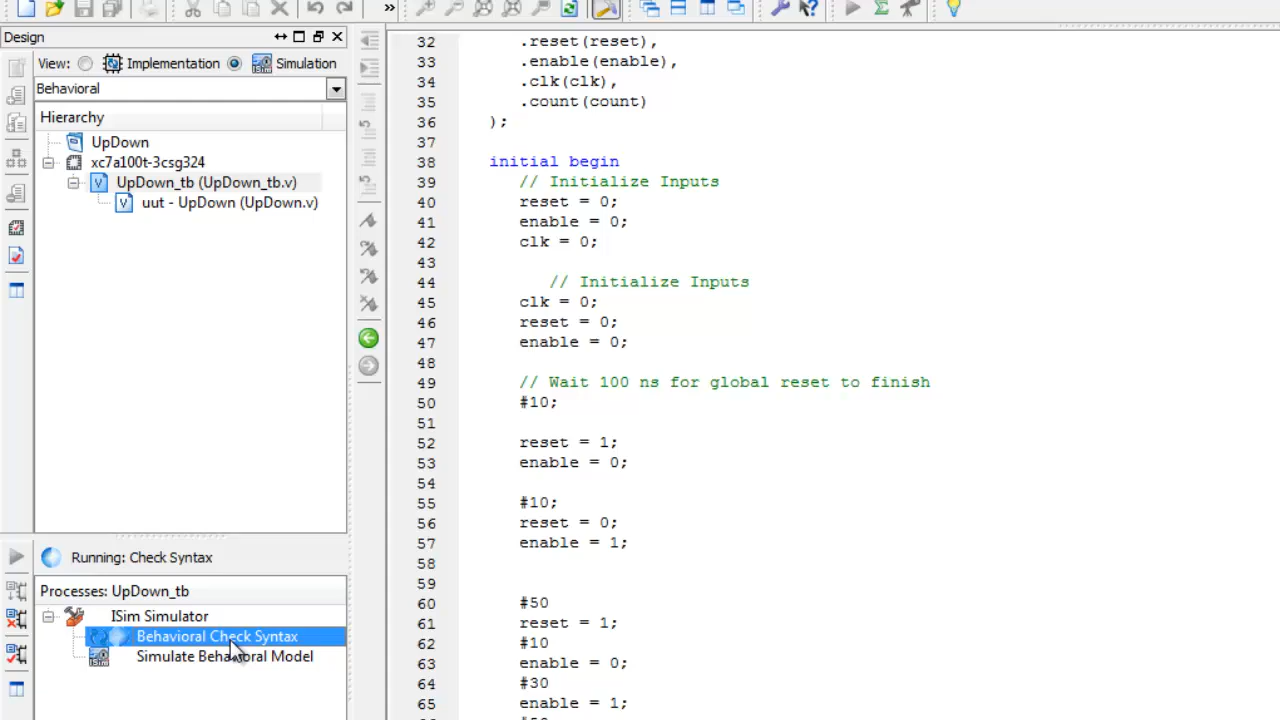 »
Design
View: Implementation Simulation
Behavioral
Hierarchy
UpDown
xc7a100t-3csg324
UpDown_tb (UpDown_tb.v)
uut - UpDown (UpDown.v)
Running: Check Syntax
Processes: UpDown_tb
ISim Simulator
Behavioral Check Syntax
Simulate Behavioral Model
32 .reset(reset),
33 .enable(enable),
34 .clk(clk),
35 .count(count)
36 );
37
38 initial begin
39 // Initialize Inputs
40 reset = 0;
41 enable = 0;
42 clk = 0;
43
44 // Initialize Inputs
45 clk = 0;
46 reset = 0;
47 enable = 0;
48
49 // Wait 100 ns for global reset to finish
50 #10;
51
52 reset = 1;
53 enable = 0;
54
55 #10;
56 reset = 0;
57 enable = 1;
58
59
60 #50
61 reset = 1;
62 #10
63 enable = 0;
64 #30
65 enable = 1;